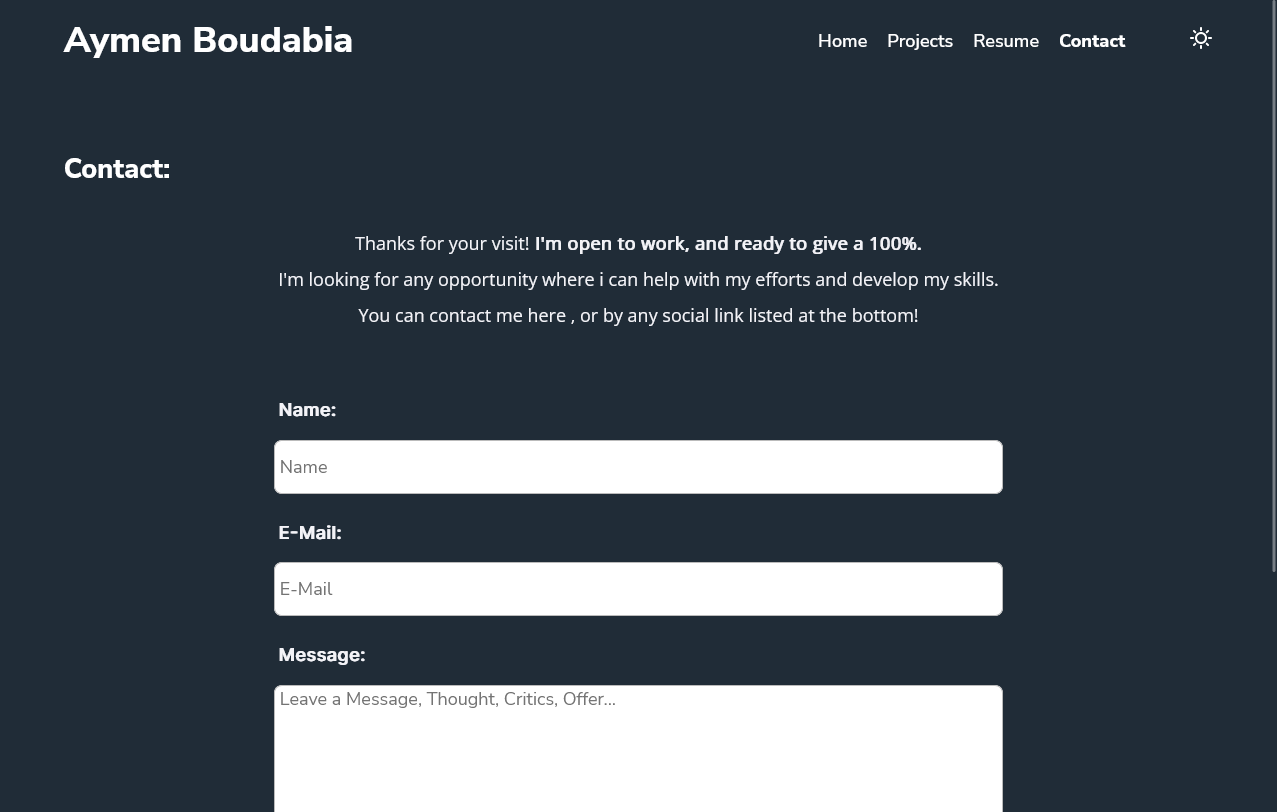 Aymen Boudabia
Home Projects Resume Contact
Contact:
Thanks for your visit! I'm open to work, and ready to give a 100%.
I'm looking for any opportunity where i can help with my efforts and develop my skills.
You can contact me here , or by any social link listed at the bottom!
Name:
Name
E-Mail:
E-Mail
Message:
Leave a Message, Thought, Critics, Offer...